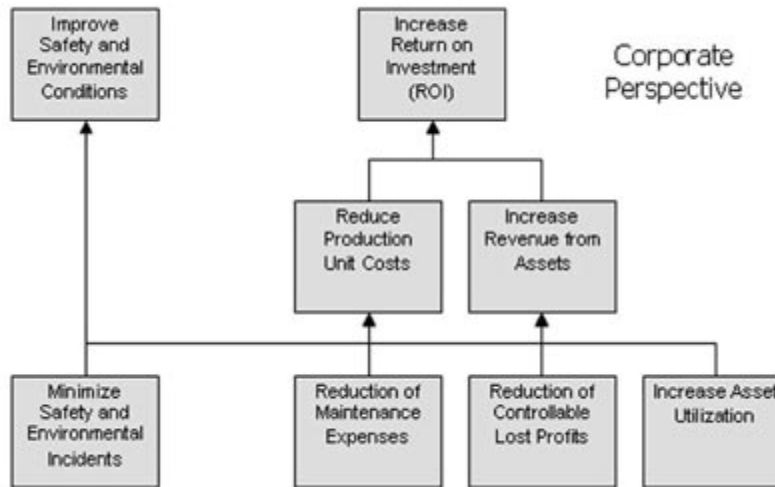 Improve
Safety and
Environmental
Conditions
Increase
Return on
Investment
(ROI)
Corporate
Perspective
Reduce
Production
Unit Costs
Increase
Revenue from
Assets
Minimize
Safety and
Environmental
Incidents
Reduction of
Maintenance
Expenses
Reduction of
Controllable
Lost Profits
Increase Asset
Utilization